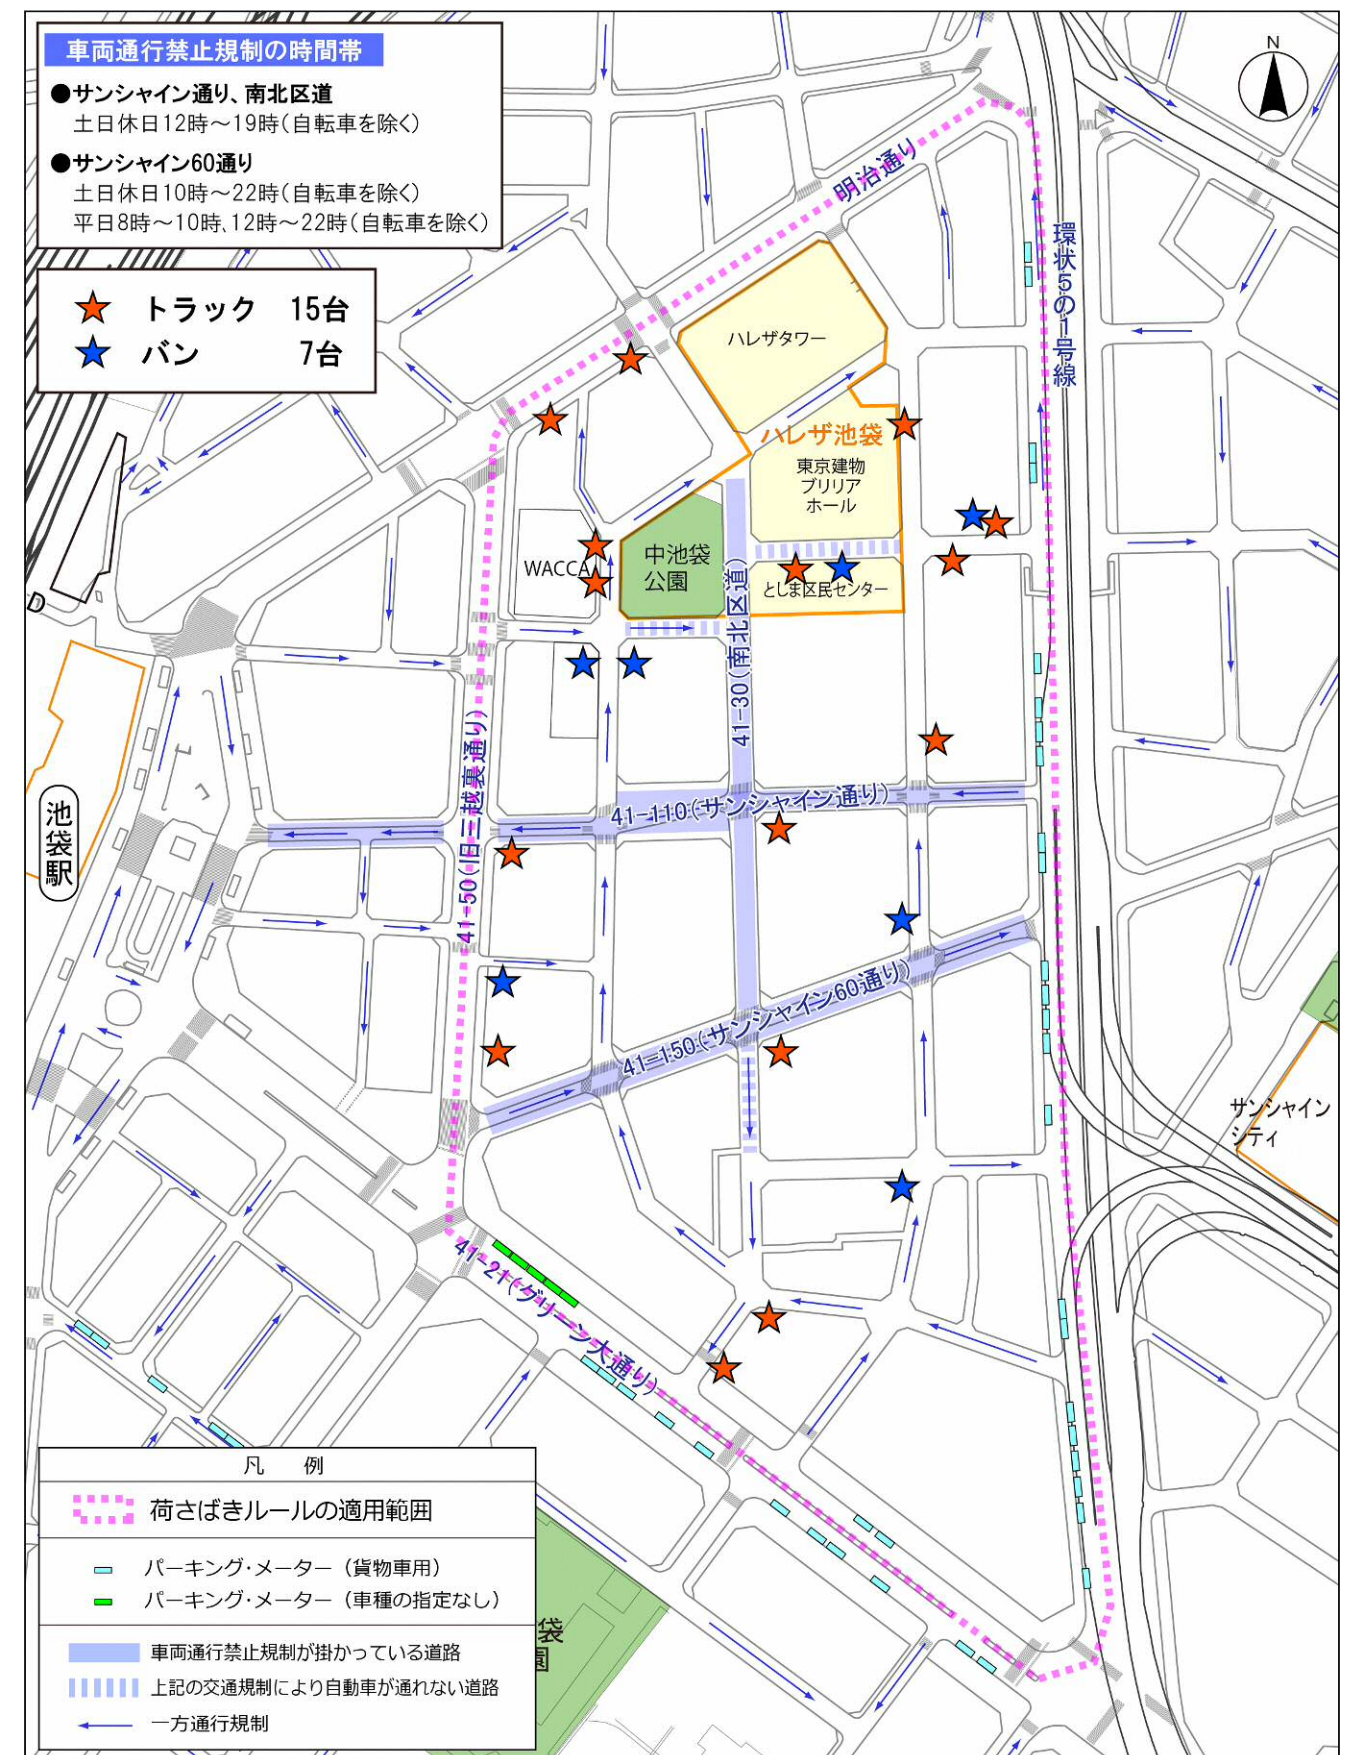 車両通行禁止規制の時間帯
●サンシャイン通り、南北区道
土日休日12時～19時(自転車を除く)
●サンシャイン60通り
土日休日10時～22時(自転車を除く)
平日8時～10時、12時～22時(自転車を除く)
トラック 15台
バン 7台
N
明治通り
環状5の1号線
ハレザタワー
ハレザ池袋
東京建物
ブリリア
ホール
中池袋
公園
WACCA
としま区民センター
41-30(南北区道)
41-50(旧三越裏通り)
41-110(サンシャイン通り)
池袋駅
41-150(サンシャイン60通り)
サンシャイン
シティ
41-21(グリーン大通り)
凡 例
荷さばきルールの適用範囲
パーキング・メーター（貨物車用）
パーキング・メーター（車種の指定なし）
車両通行禁止規制が掛かっている道路
上記の交通規制により自動車が通れない道路
一方通行規制
袋
園